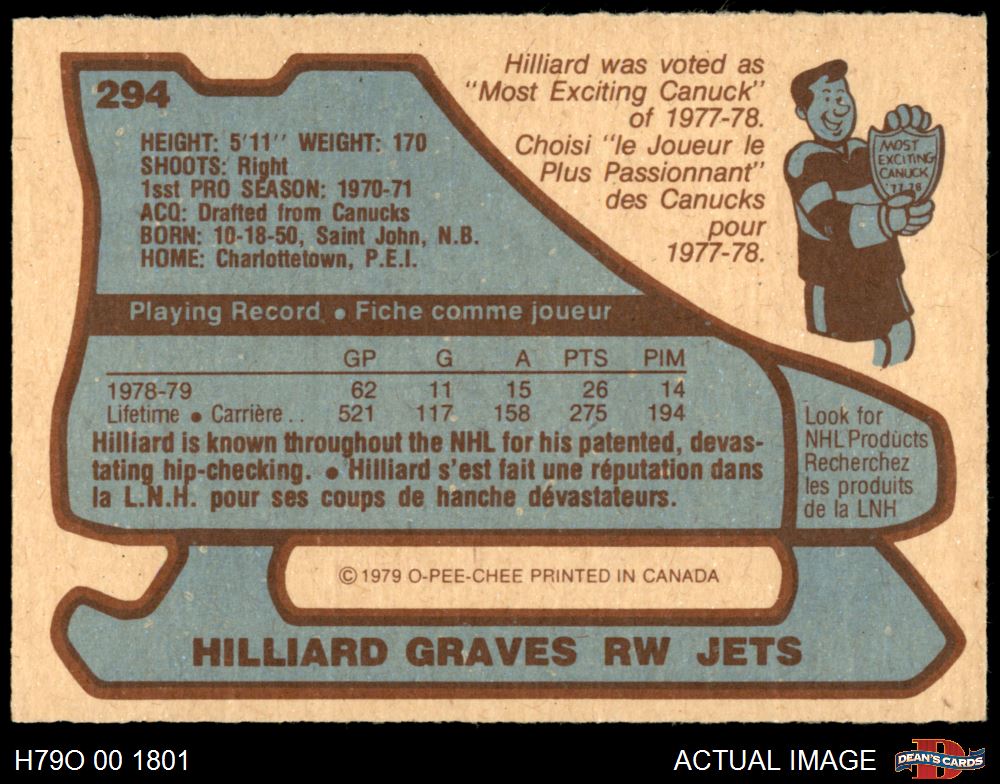 294
HEIGHT: 5'11'' WEIGHT: 170
SHOOTS: Right
1sst PRO SEASON: 1970-71
ACQ: Drafted from Canucks
BORN: 10-18-50, Saint John, N.B.
HOME: Charlottetown, P.E.I.
Hilliard was voted as
"Most Exciting Canuck"
of 1977-78.
Choisi "le Joueur le
Plus Passionnant"
des Canucks
pour
1977-78.
MOST
EXCITING
CANUCK
'77-78
Playing Record • Fiche comme joueur
GP G A PTS PIM
1978-79 62 11 15 26 14
Lifetime • Carrière .. 521 117 158 275 194
Hilliard is known throughout the NHL for his patented, devas-
tating hip-checking. • Hilliard s'est fait une réputation dans
la L.N.H. pour ses coups de hanche dévastateurs.
Look for
NHL Products
Recherchez
les produits
de la LNH
© 1979 O-PEE-CHEE PRINTED IN CANADA
HILLIARD GRAVES RW JETS
H79O 00 1801
ACTUAL IMAGE
D
DEAN'S CARDS